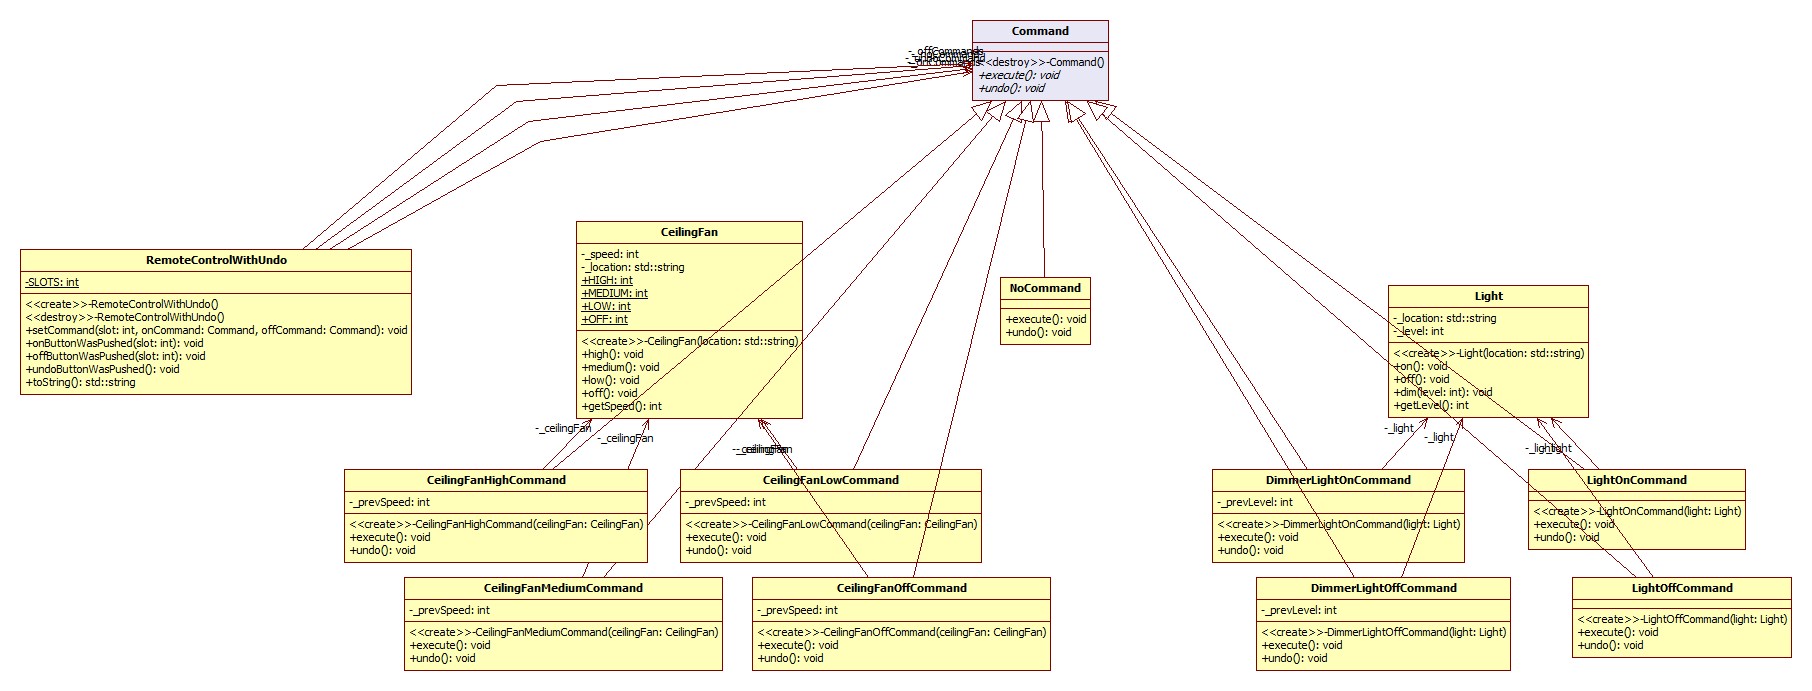 Command
-_offCommands
-_undoCommand
-_onCommands
<<destroy>>-Command()
+execute(): void
+undo(): void
RemoteControlWithUndo
-SLOTS: int
<<create>>-RemoteControlWithUndo()
<<destroy>>-RemoteControlWithUndo()
+setCommand(slot: int, onCommand: Command, offCommand: Command): void
+onButtonWasPushed(slot: int): void
+offButtonWasPushed(slot: int): void
+undoButtonWasPushed(): void
+toString(): std::string
CeilingFan
-_speed: int
-_location: std::string
+HIGH: int
+MEDIUM: int
+LOW: int
+OFF: int
<<create>>-CeilingFan(location: std::string)
+high(): void
+medium(): void
+low(): void
+off(): void
+getSpeed(): int
NoCommand
+execute(): void
+undo(): void
Light
-_location: std::string
-_level: int
<<create>>-Light(location: std::string)
+on(): void
+off(): void
+dim(level: int): void
+getLevel(): int
-_ceilingFan
-_ceilingFan
-_ceilingFan
-_light
-_light
-_light
CeilingFanHighCommand
-_prevSpeed: int
<<create>>-CeilingFanHighCommand(ceilingFan: CeilingFan)
+execute(): void
+undo(): void
CeilingFanLowCommand
-_prevSpeed: int
<<create>>-CeilingFanLowCommand(ceilingFan: CeilingFan)
+execute(): void
+undo(): void
DimmerLightOnCommand
-_prevLevel: int
<<create>>-DimmerLightOnCommand(light: Light)
+execute(): void
+undo(): void
LightOnCommand
<<create>>-LightOnCommand(light: Light)
+execute(): void
+undo(): void
CeilingFanMediumCommand
-_prevSpeed: int
<<create>>-CeilingFanMediumCommand(ceilingFan: CeilingFan)
+execute(): void
+undo(): void
CeilingFanOffCommand
-_prevSpeed: int
<<create>>-CeilingFanOffCommand(ceilingFan: CeilingFan)
+execute(): void
+undo(): void
DimmerLightOffCommand
-_prevLevel: int
<<create>>-DimmerLightOffCommand(light: Light)
+execute(): void
+undo(): void
LightOffCommand
<<create>>-LightOffCommand(light: Light)
+execute(): void
+undo(): void